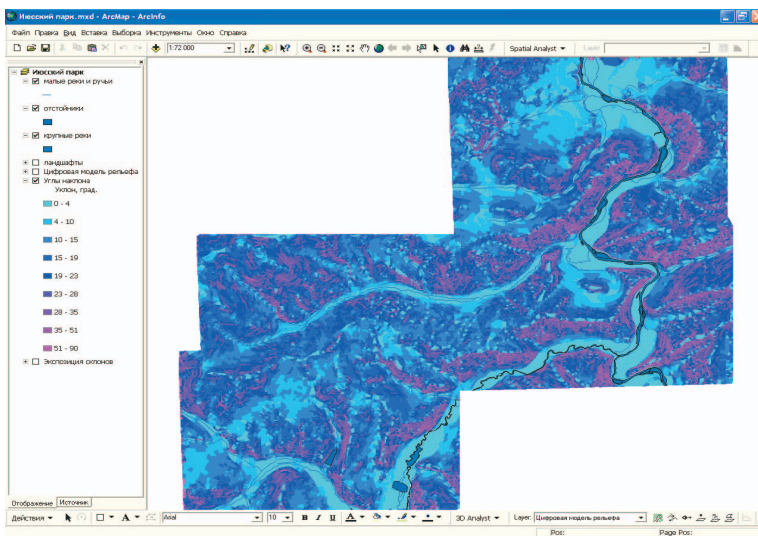 Июсский парк.mxd - ArcMap - ArcInfo
Файл Правка Вид Вставка Выборка Инструменты Окно Справка
1:72 000 Spatial Analyst Layer:
Июсский парк
малые реки и ручьи
отстойники
крупные реки
ландшафты
Цифровая модель рельефа
Углы наклона
Уклон, град.
0 - 4
4 - 10
10 - 15
15 - 19
19 - 23
23 - 28
28 - 35
35 - 51
51 - 90
Экспозиция склонов
Отображение Источник
Действия A Arial 10 B I U A 3D Analyst Layer: Цифровая модель рельефа
Pos: Page Pos: